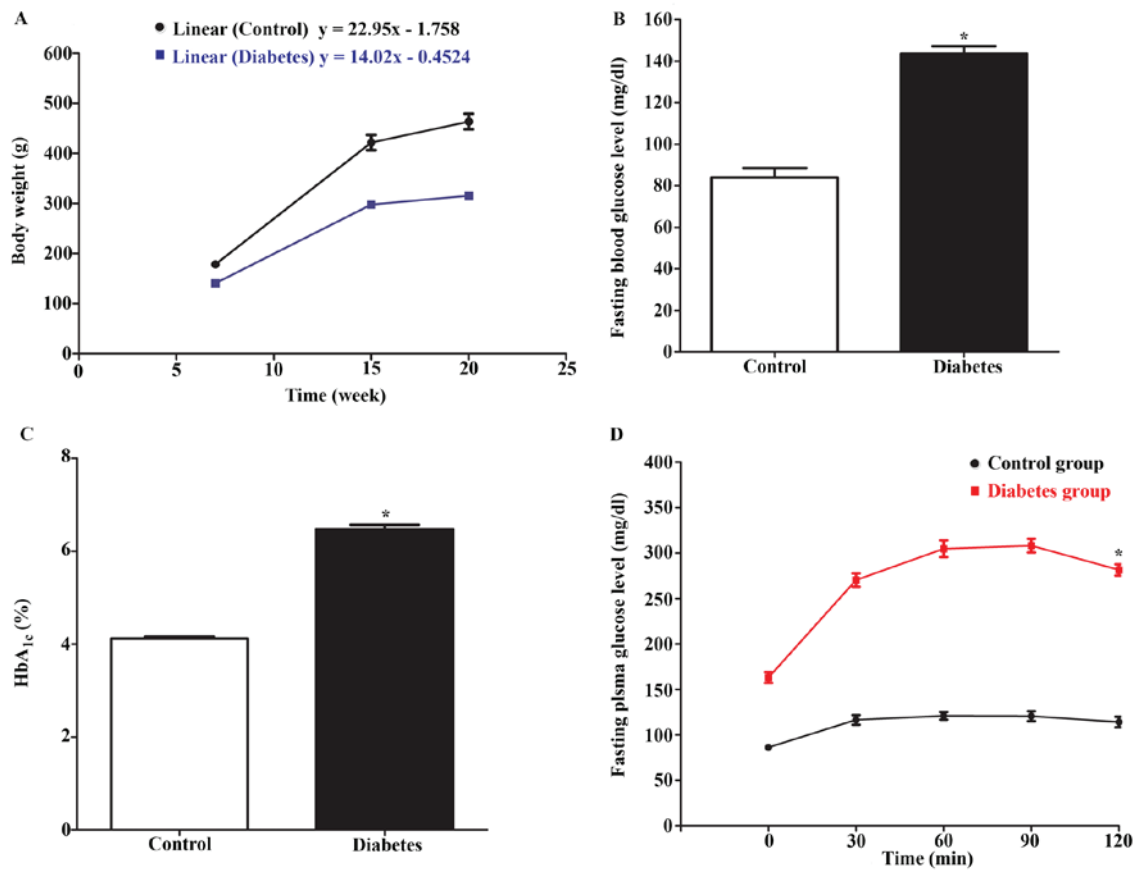 A
Linear (Control) y = 22.95x - 1.758
Linear (Diabetes) y = 14.02x - 0.4524
600
500
400
300
200
100
0
Body weight (g)
0 5 10 15 20 25
Time (week)
B
160
140
120
100
80
60
40
20
0
Fasting blood glucose level (mg/dl)
*
Control Diabetes
C
8
6
4
2
0
HbA1c (%)
*
Control Diabetes
D
Control group
Diabetes group
400
350
300
250
200
150
100
50
0
Fasting plsma glucose level (mg/dl)
*
0 30 60 90 120
Time (min)